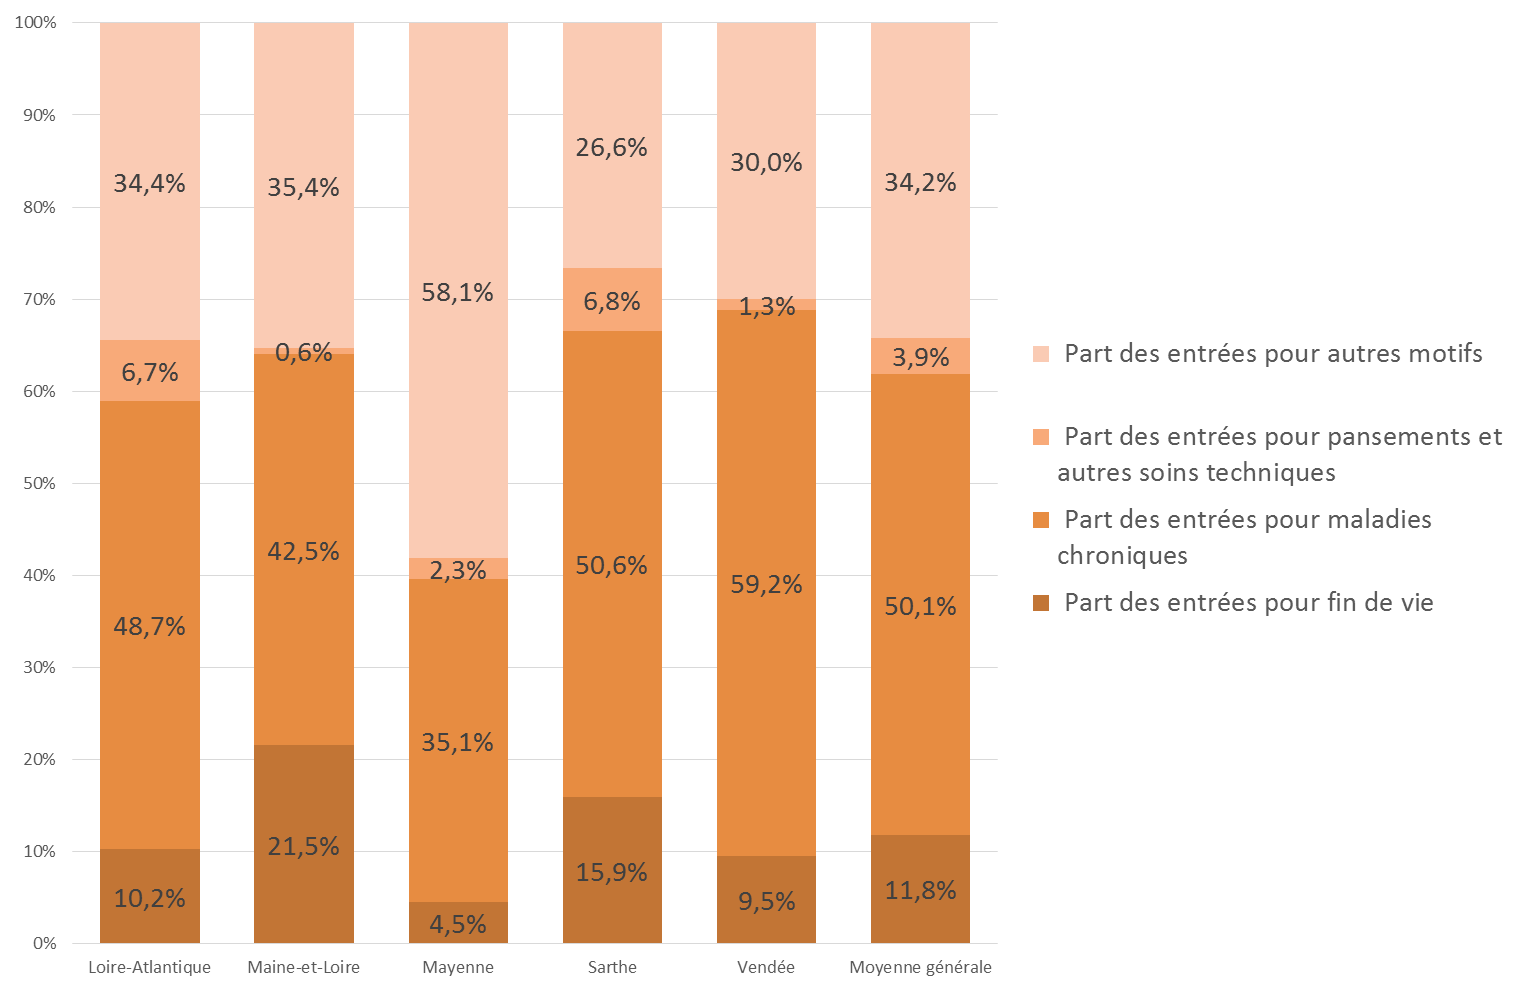 100%
90%
80%
70%
60%
50%
40%
30%
20%
10%
0%
34,4%
6,7%
48,7%
10,2%
35,4%
0,6%
42,5%
21,5%
58,1%
2,3%
35,1%
4,5%
26,6%
6,8%
50,6%
15,9%
30,0%
1,3%
59,2%
9,5%
34,2%
3,9%
50,1%
11,8%
Loire-Atlantique
Maine-et-Loire
Mayenne
Sarthe
Vendée
Moyenne générale
Part des entrées pour autres motifs
Part des entrées pour pansements et
autres soins techniques
Part des entrées pour maladies
chroniques
Part des entrées pour fin de vie